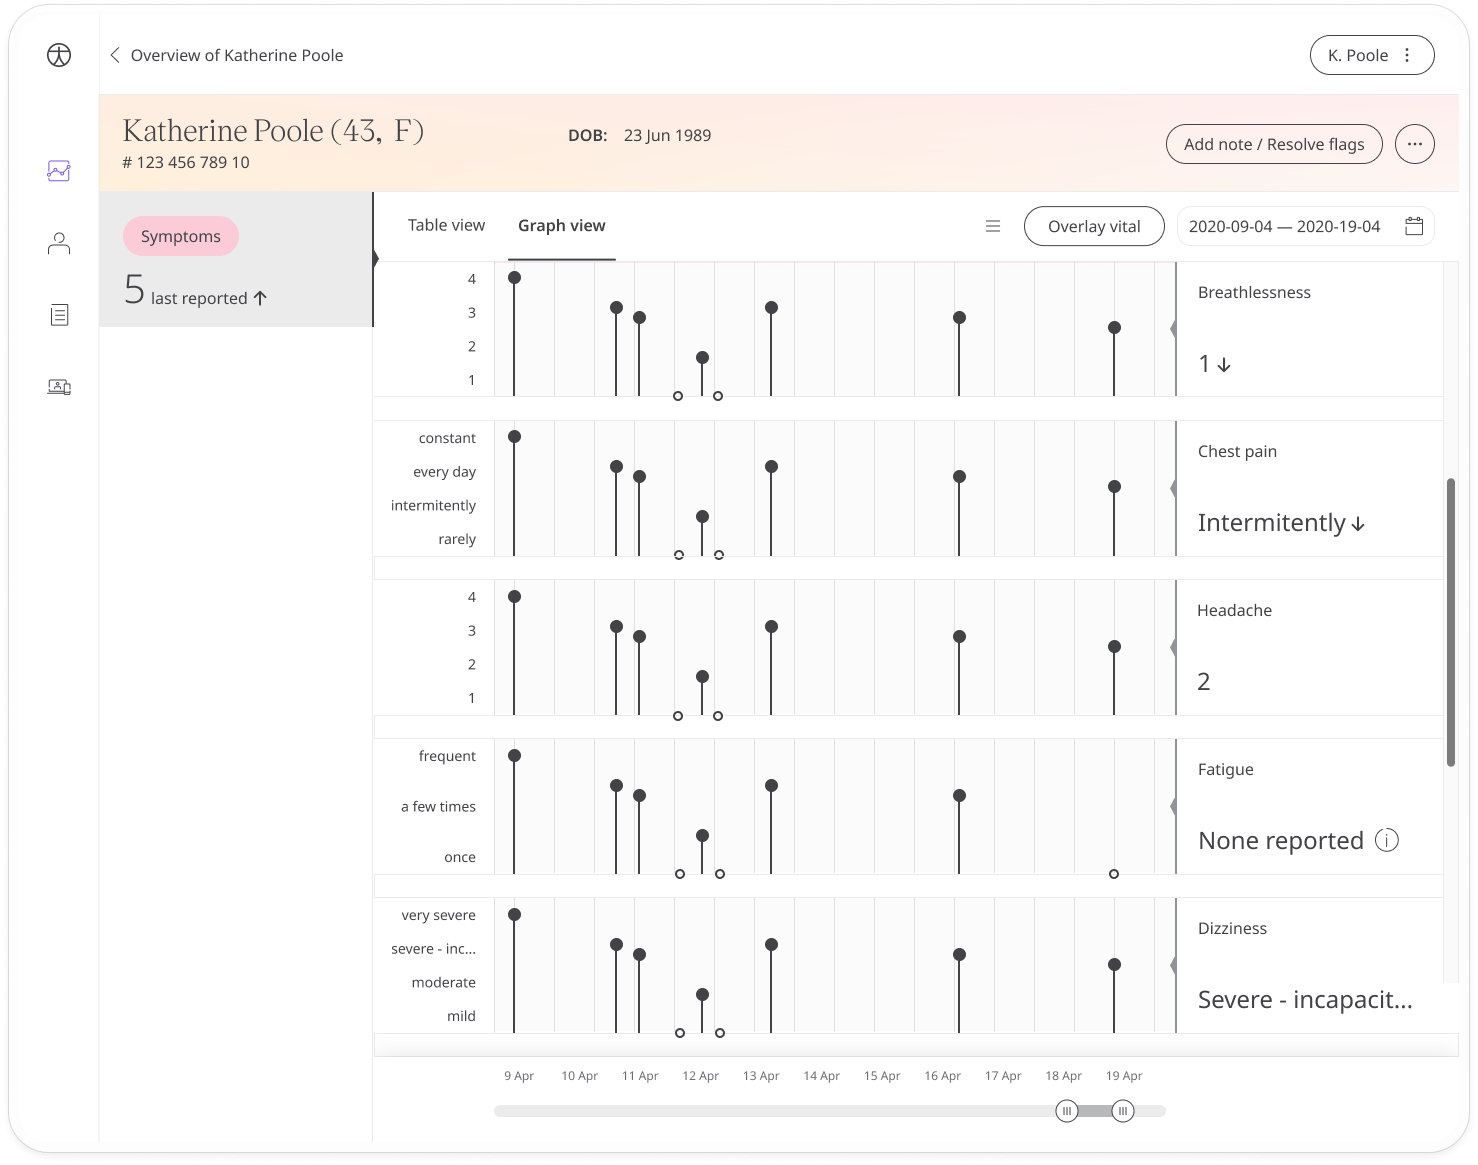 Overview of Katherine Poole
K. Poole
Katherine Poole (43, F)
# 123 456 789 10
DOB: 23 Jun 1989
Add note / Resolve flags
Symptoms
5 last reported
Table view
Graph view
Overlay vital
2020-09-04 — 2020-19-04
4
3
2
1
Breathlessness
1
constant
every day
intermitently
rarely
Chest pain
Intermitently
4
3
2
1
Headache
2
frequent
a few times
once
Fatigue
None reported
very severe
severe - inc...
moderate
mild
Dizziness
Severe - incapacit...
9 Apr 10 Apr 11 Apr 12 Apr 13 Apr 14 Apr 15 Apr 16 Apr 17 Apr 18 Apr 19 Apr